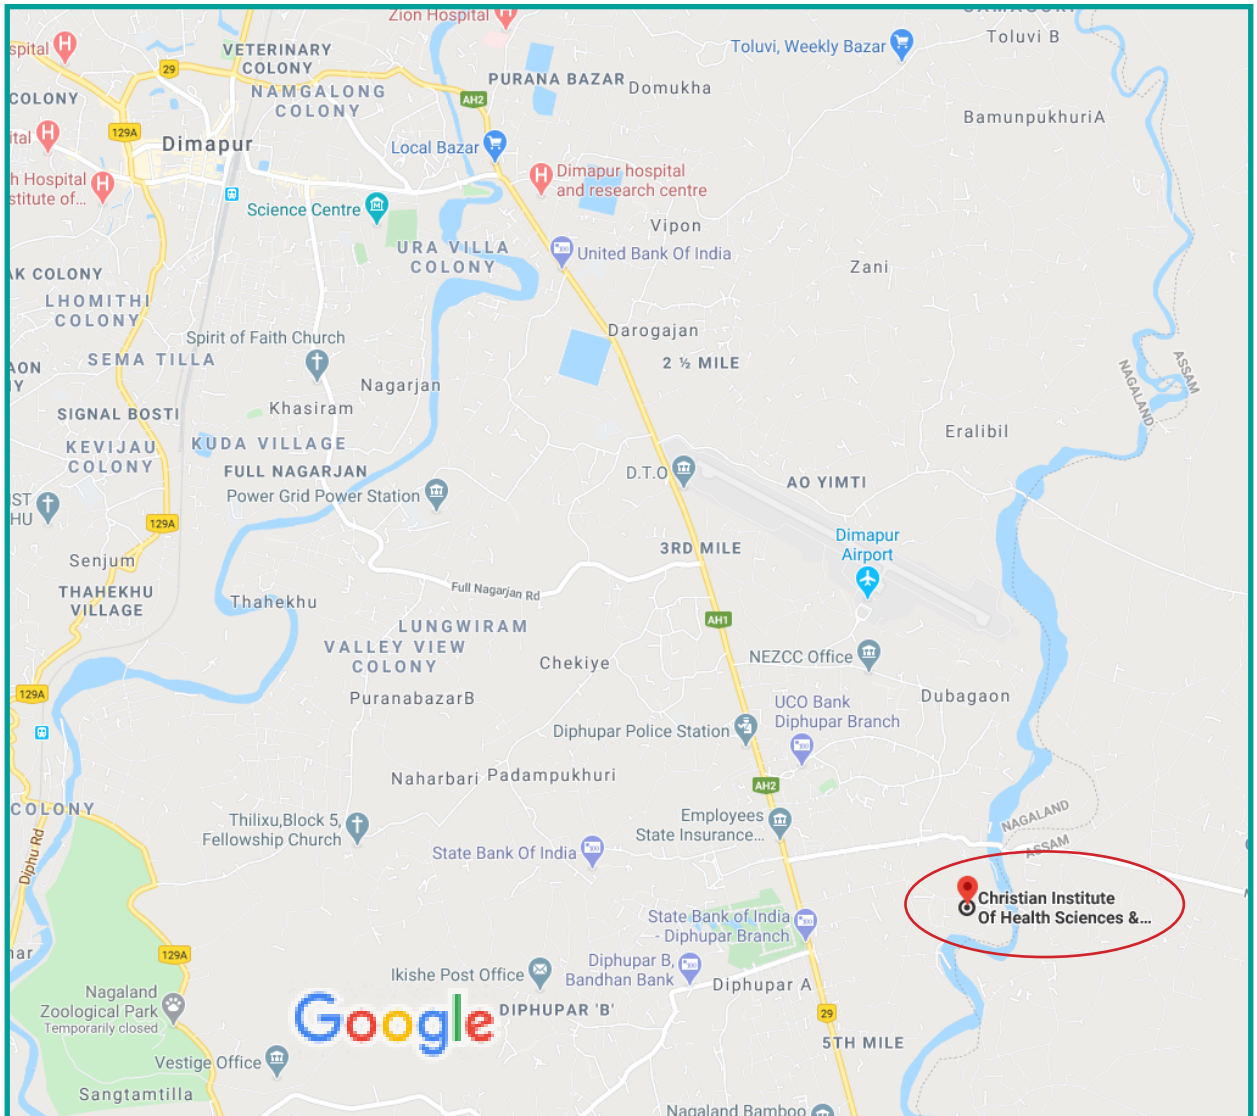 Zion Hospital
Toluvi B
spital
VETERINARY
COLONY
Toluvi, Weekly Bazar
29
PURANA BAZAR
Domukha
COLONY
NAMGALONG
COLONY
AH2
BamunpukhuriA
129A
ital
Dimapur
Local Bazar
h Hospital
stitute of...
Dimapur hospital
and research centre
Science Centre
Vipon
URA VILLA
COLONY
United Bank Of India
Zani
AK COLONY
LHOMITHI
COLONY
Darogajan
Spirit of Faith Church
SEMA TILLA
2 ½ MILE
AON
NAGALAND
ASSAM
Nagarjan
SIGNAL BOSTI
Khasiram
Eralibil
KEVIJAU
COLONY
KUDA VILLAGE
FULL NAGARJAN
D.T.O
AO YIMTI
Power Grid Power Station
ST
HU
129A
Dimapur
Airport
3RD MILE
Senjum
THAHEKHU
VILLAGE
Full Nagarjan Rd
Thahekhu
AH1
LUNGWIRAM
VALLEY VIEW
COLONY
NEZCC Office
Chekiye
129A
PuranabazarB
Dubagaon
UCO Bank
Diphupar Branch
Diphupar Police Station
Naharbari
Padampukhuri
AH2
COLONY
Thilixu,Block 5,
Fellowship Church
Employees
State Insurance...
NAGALAND
ASSAM
Diphu Rd
State Bank Of India
Christian Institute
Of Health Sciences &...
State Bank of India
- Diphupar Branch
nar
129A
Diphupar B,
Bandhan Bank
Ikishe Post Office
Diphupar A
Nagaland
Zoological Park
Temporarily closed
Google
DIPHUPAR 'B'
29
5TH MILE
Vestige Office
Sangtamtilla
Nagaland Bamboo